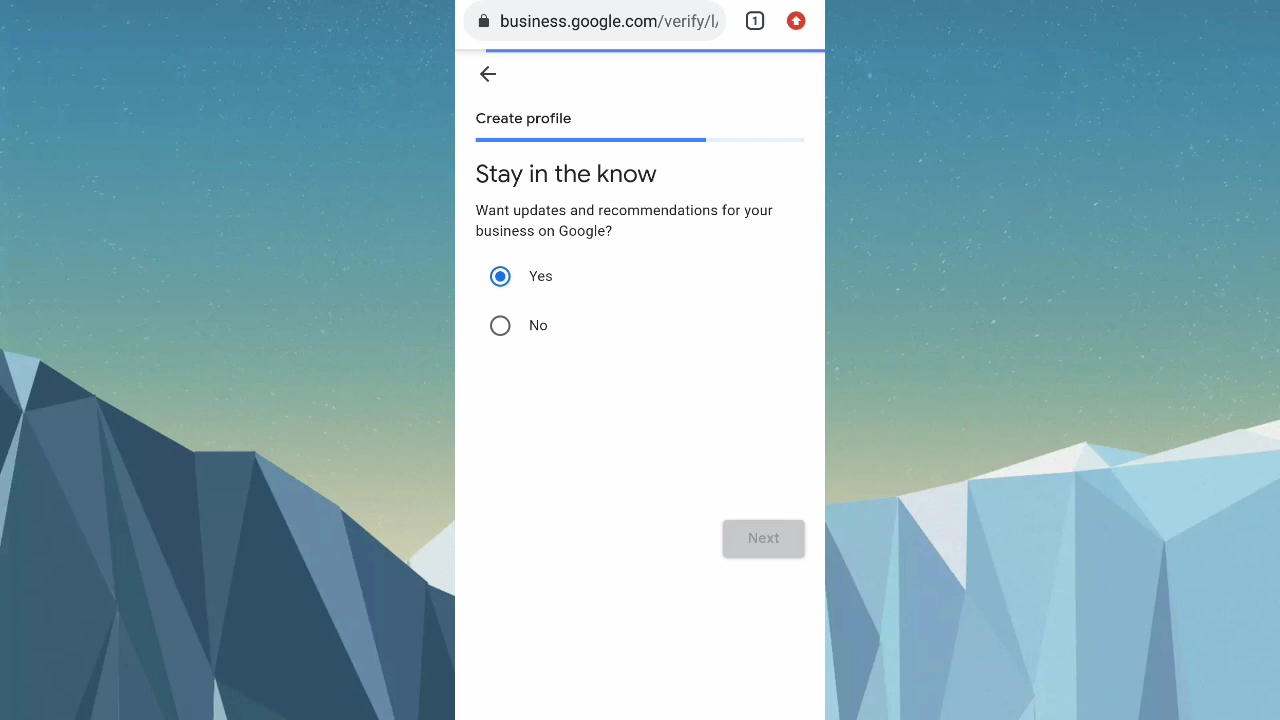 business.google.com/verify/l/
1
Create profile
Stay in the know
Want updates and recommendations for your
business on Google?
Yes
No
Next